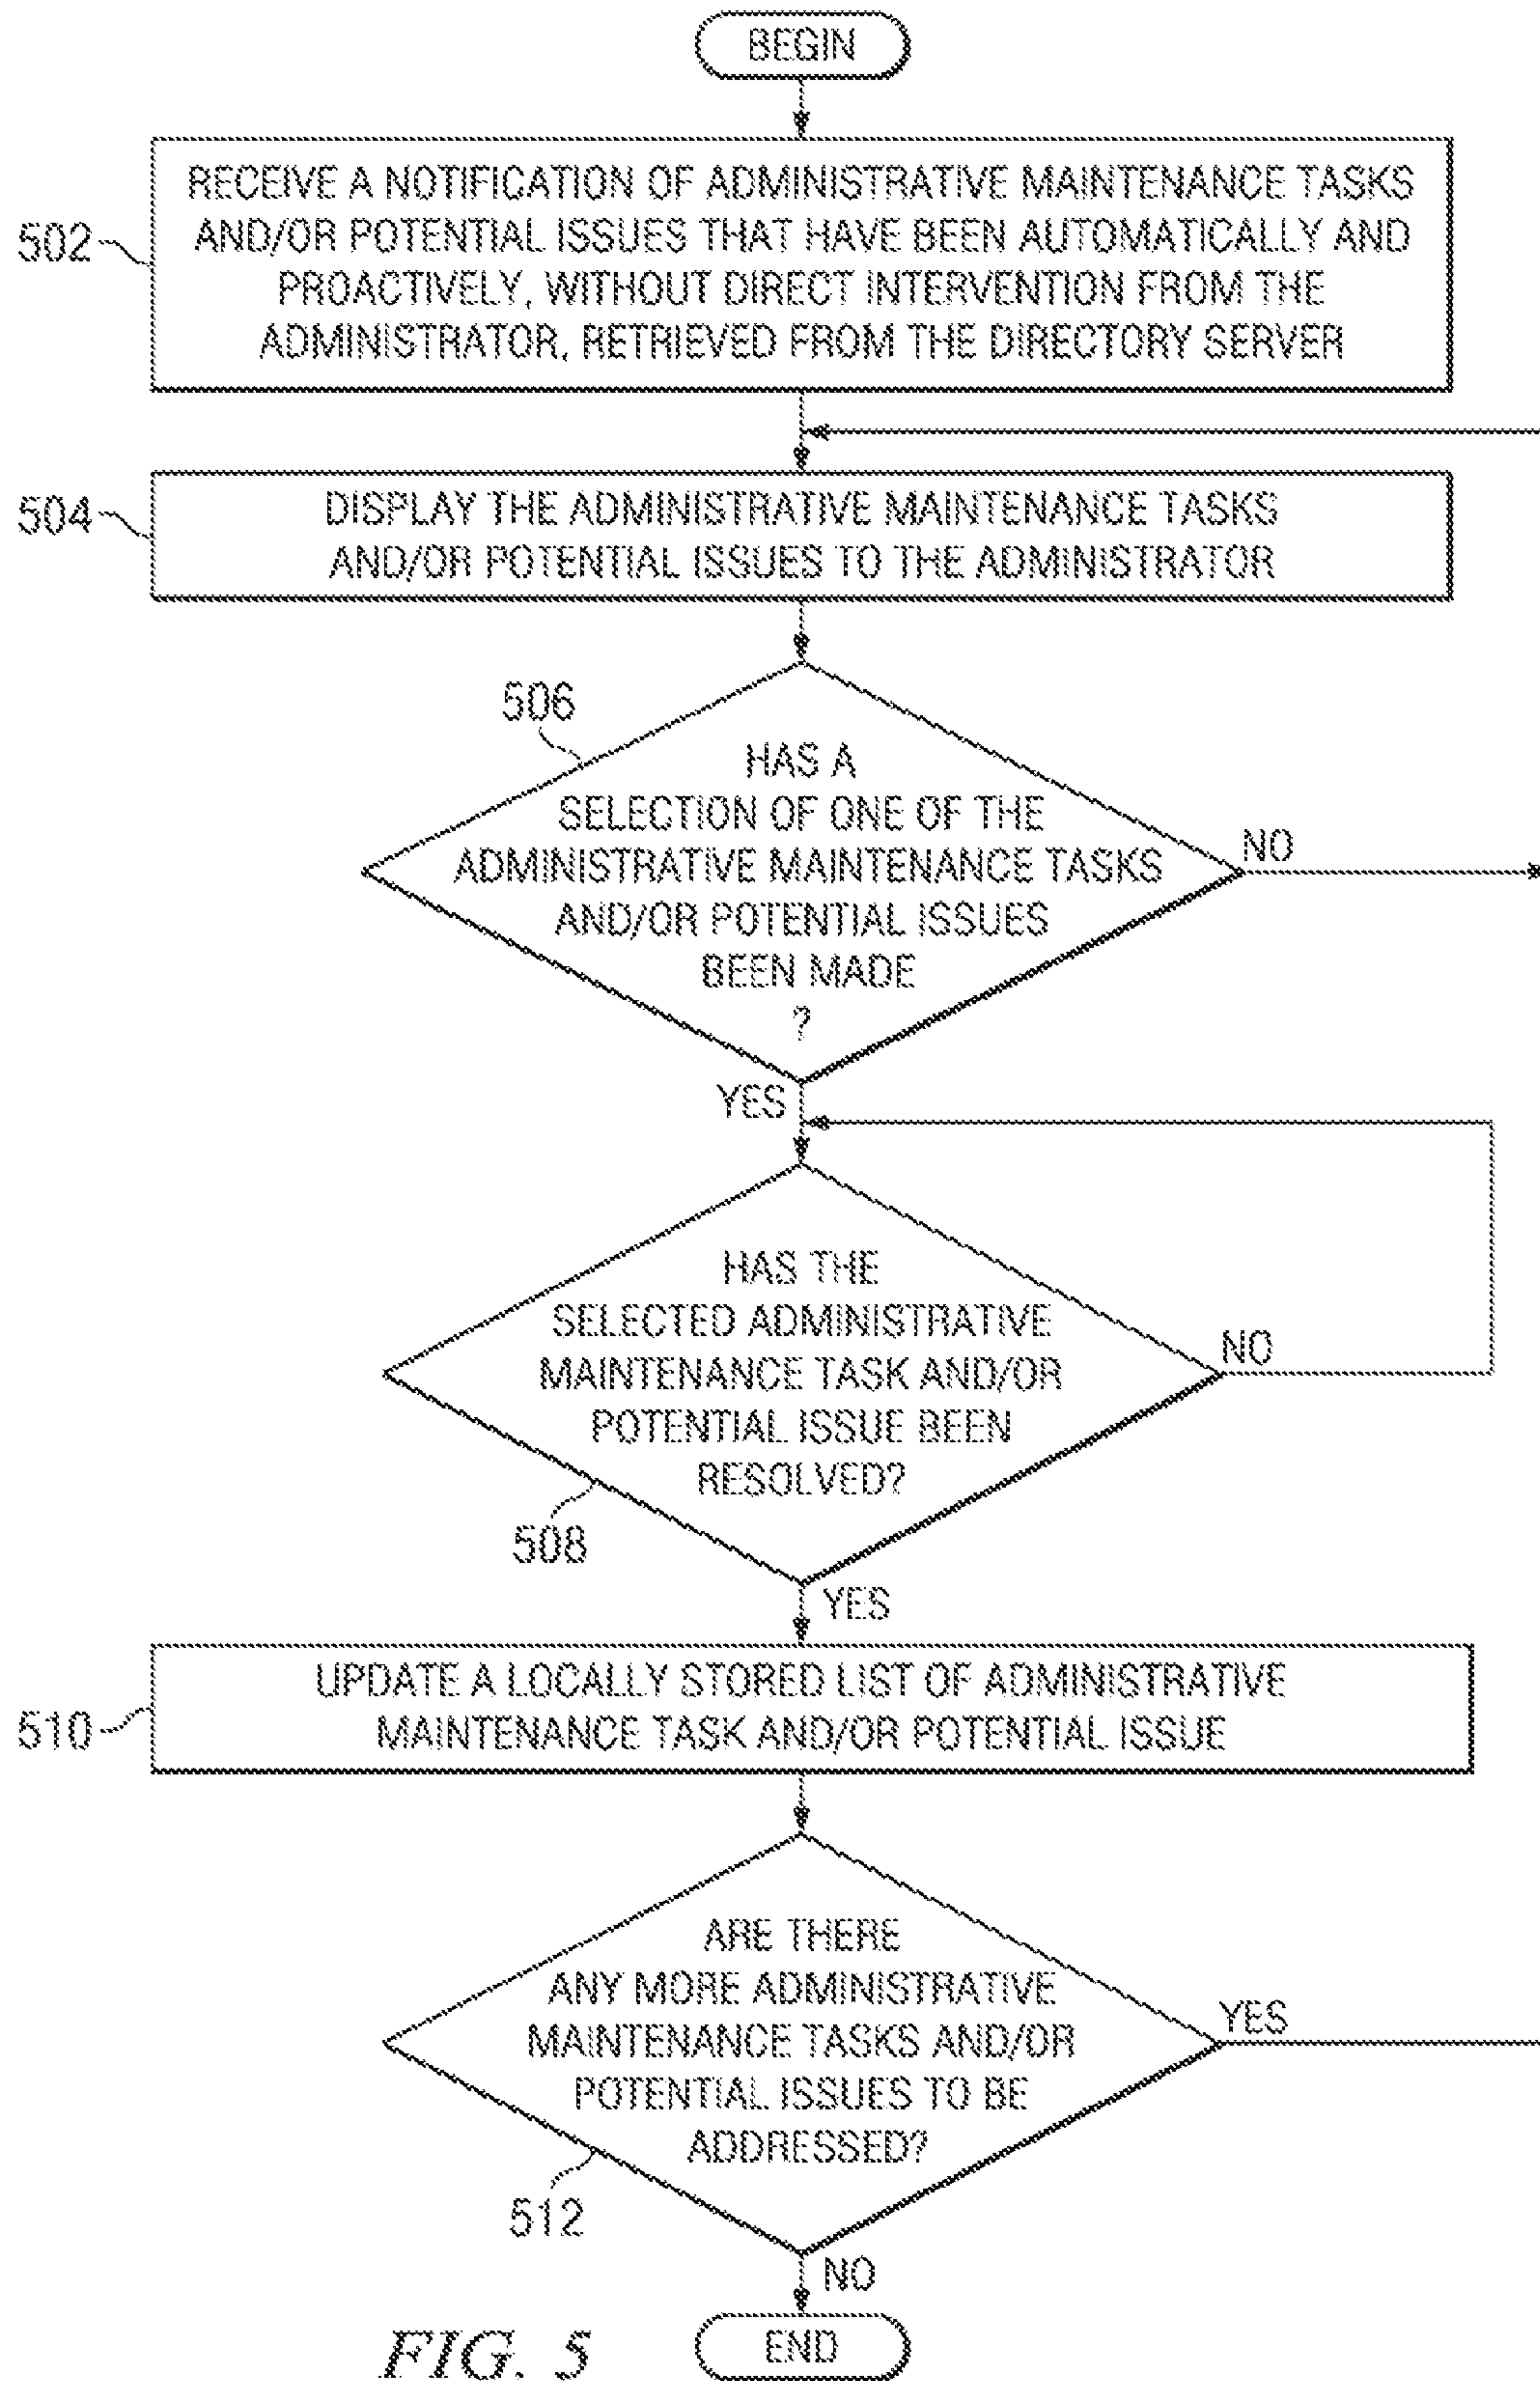 BEGIN
502
RECEIVE A NOTIFICATION OF ADMINISTRATIVE MAINTENANCE TASKS
AND/OR POTENTIAL ISSUES THAT HAVE BEEN AUTOMATICALLY AND
PROACTIVELY, WITHOUT DIRECT INTERVENTION FROM THE
ADMINISTRATOR, RETRIEVED FROM THE DIRECTORY SERVER
504
DISPLAY THE ADMINISTRATIVE MAINTENANCE TASKS
AND/OR POTENTIAL ISSUES TO THE ADMINISTRATOR
506
HAS A
SELECTION OF ONE OF THE
ADMINISTRATIVE MAINTENANCE TASKS
AND/OR POTENTIAL ISSUES
BEEN MADE
?
NO
YES
HAS THE
SELECTED ADMINISTRATIVE
MAINTENANCE TASK AND/OR
POTENTIAL ISSUE BEEN
RESOLVED?
NO
508
YES
510
UPDATE A LOCALLY STORED LIST OF ADMINISTRATIVE
MAINTENANCE TASK AND/OR POTENTIAL ISSUE
ARE THERE
ANY MORE ADMINISTRATIVE
MAINTENANCE TASKS AND/OR
POTENTIAL ISSUES TO BE
ADDRESSED?
YES
512
NO
END
FIG. 5